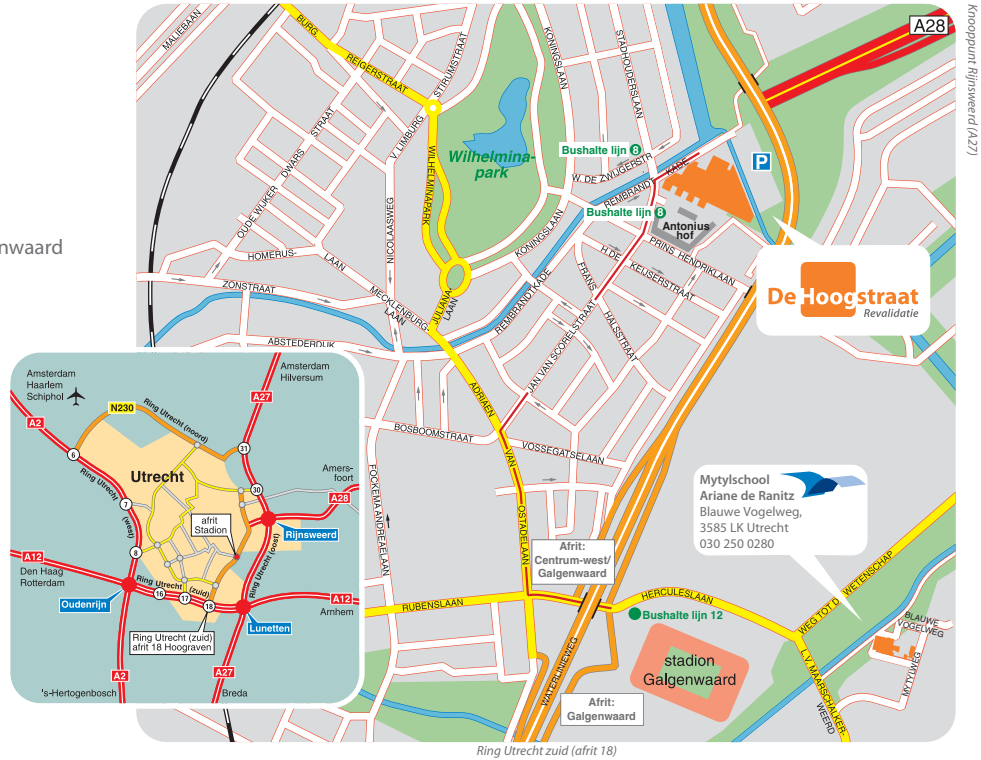 nwaard
MALIEBAAN
BURG.
REIGERSTRAAT
STIRUMSTRAAT
V. LIMBURG
KONINGSLAAN
STADHOUDERSLAAN
A28
Knooppunt Rijnsweerd (A27)
STRAAT
DWARS
OUDE WIJKER
WILHELMINAPARK
Wilhelmina-
park
Bushalte lijn 8
W. DE ZWIJGERSTR
REMBRANDT
KADE
P
Bushalte lijn 8
Antonius
hof
NICOLAASWEG
KONINGSLAAN
PRINS HENDRIKLAAN
H.DE
KEIJSERSTRAAT
FRANS
HALSSTRAAT
HOMERUS-
LAAN
ZONSTRAAT
MECKLENBURG-
LAAN
JULIANA-
LAAN
REMBRANDTKADE
De Hoogstraat
Revalidatie
ABSTEDERDIJK
JAN VAN SCORELSTRAAT
ADRIAEN
VAN
OSTADELAAN
BOSBOOMSTRAAT
VOSSEGATSELAAN
FOCKEMA ANDREAELAAN
Amsterdam
Haarlem
Schiphol
Amsterdam
Hilversum
N230
Ring Utrecht (noord)
A27
A2
6
31
Utrecht
Ring Utrecht
(west)
7
30
Amers-
foort
A28
afrit
Stadion
Rijnsweerd
8
Ring Utrecht (oost)
A12
Den Haag
Rotterdam
Ring Utrecht
(zuid)
16
17
18
A12
Arnhem
Oudenrijn
Lunetten
Ring Utrecht (zuid)
afrit 18 Hoograven
A2
A27
's-Hertogenbosch
Breda
Mytylschool
Ariane de Ranitz
Blauwe Vogelweg,
3585 LK Utrecht
030 250 0280
Afrit:
Centrum-west/
Galgenwaard
RUBENSLAAN
HERCULESLAAN
Bushalte lijn 12
WEG TOT D
WETENSCHAP
BLAUWE
VOGELWEG
MYTYLWEG
L.V. MAARSCHALKER-
WEERD
stadion
Galgenwaard
WATERLINIEWEG
Afrit:
Galgenwaard
Ring Utrecht zuid (afrit 18)